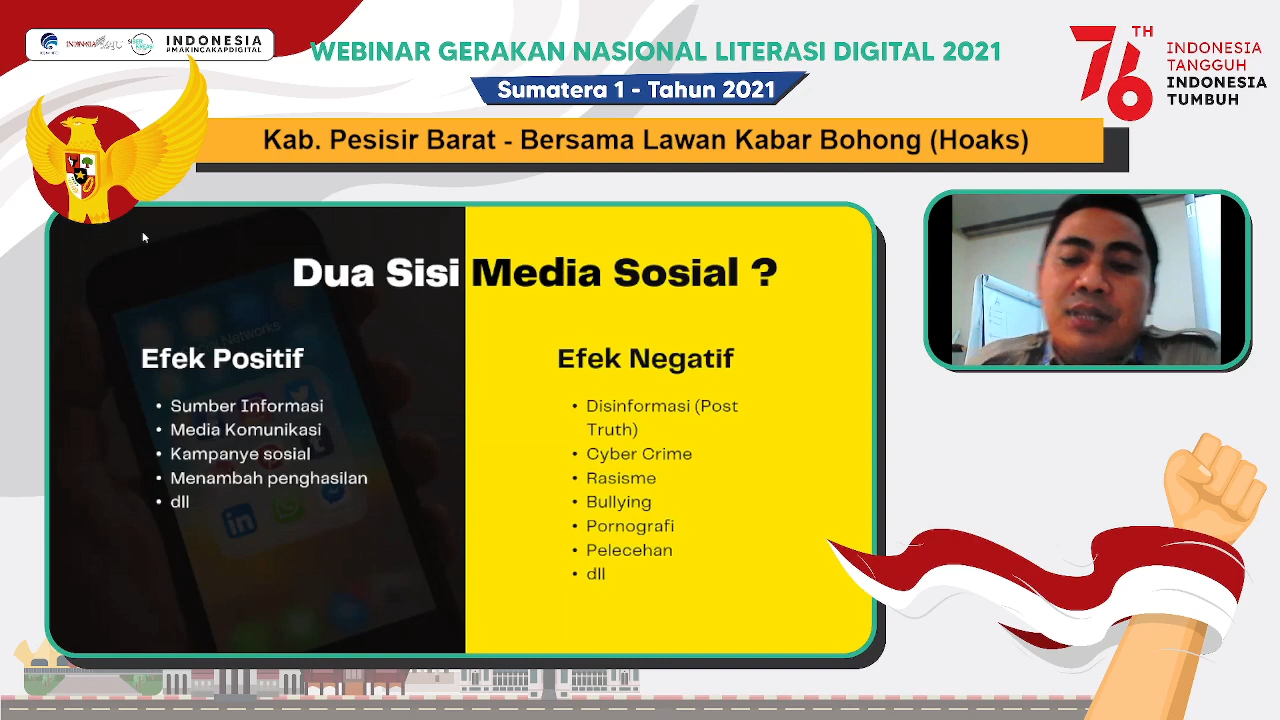 INDONESIA
#MAKINCAKAPDIGITAL
WEBINAR GERAKAN NASIONAL LITERASI DIGITAL 2021
Sumatera 1 - Tahun 2021
76 TH
INDONESIA
TANGGUH
INDONESIA
TUMBUH
Kab. Pesisir Barat - Bersama Lawan Kabar Bohong (Hoaks)
Dua Sisi Media Sosial ?
Efek Positif
• Sumber Informasi
• Media Komunikasi
• Kampanye sosial
• Menambah penghasilan
• dll
Efek Negatif
• Disinformasi (Post
Truth)
• Cyber Crime
• Rasisme
• Bullying
• Pornografi
• Pelecehan
• dll
Networks